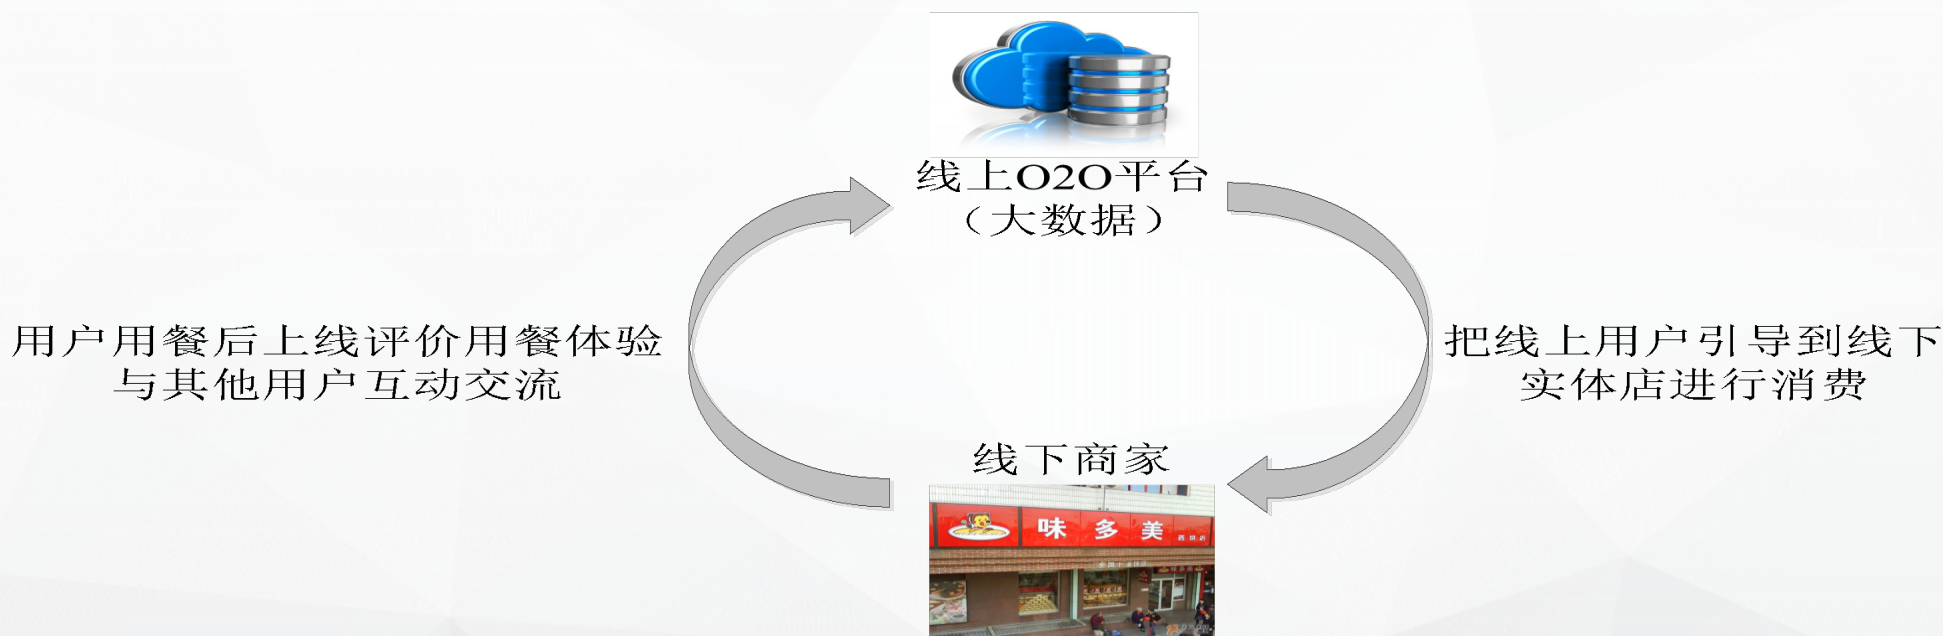 线上O2O平台
（大数据）
用户用餐后上线评价用餐体验
与其他用户互动交流
把线上用户引导到线下
实体店进行消费
线下商家
味多美